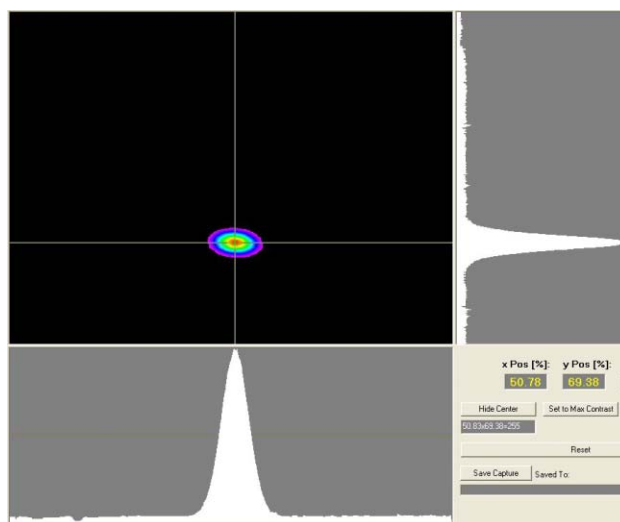 x Pos [%]: y Pos [%]:
50.78 69.38
Hide Center Set to Max Contrast
50.83x69.38=255
Reset
Save Capture Saved To: